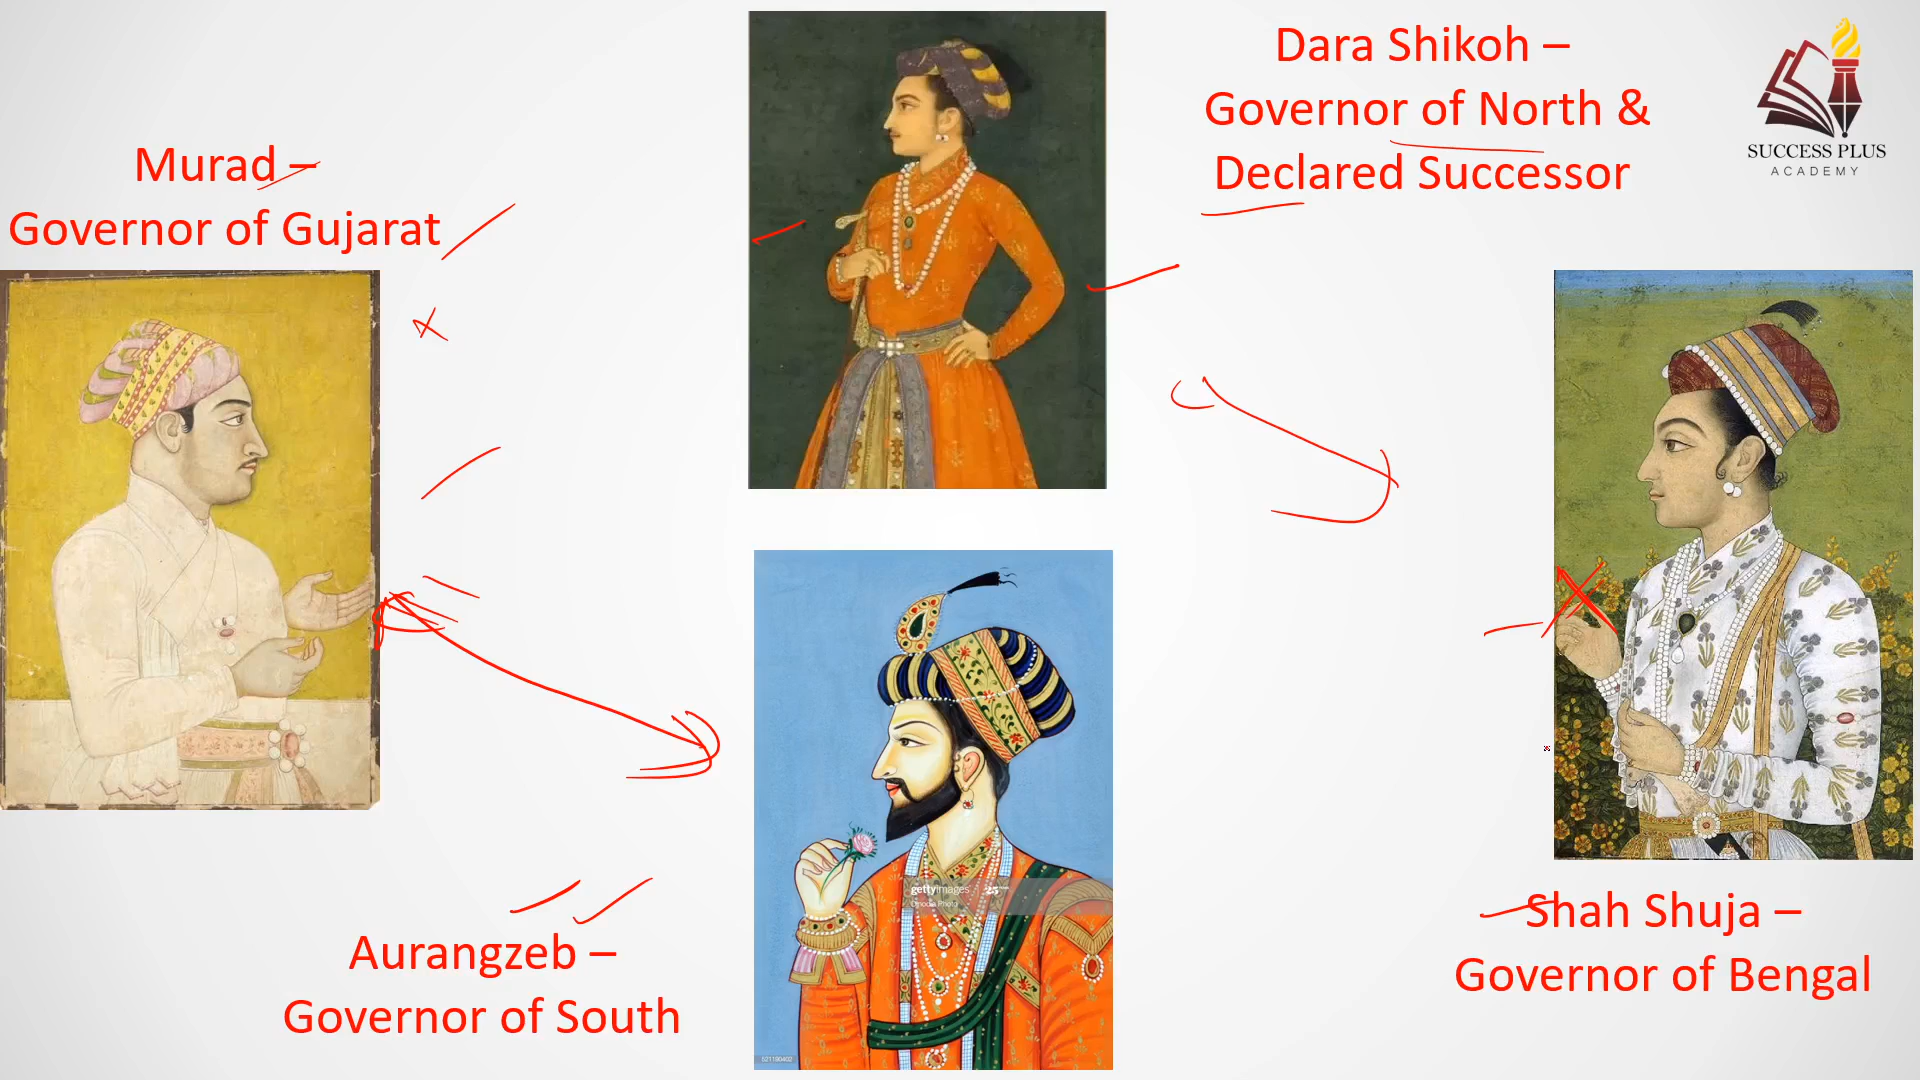 Dara Shikoh –
Governor of North &
Declared Successor
SUCCESS PLUS
ACADEMY
Murad –
Governor of Gujarat
gettyimages
521190402
Aurangzeb –
Governor of South
Shah Shuja –
Governor of Bengal